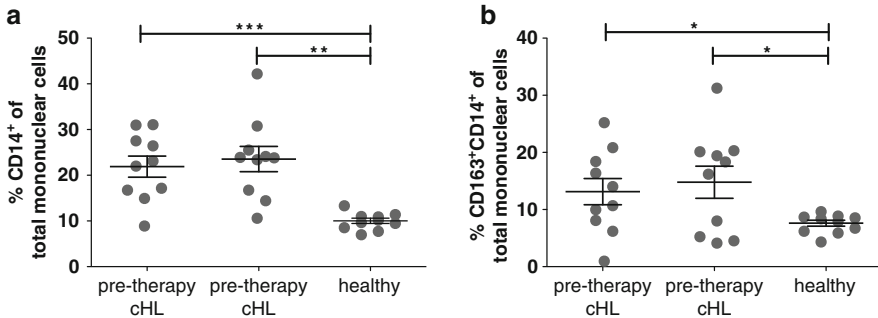 a
% CD14⁺ of
total mononuclear cells
50
40
30
20
10
0
***
**
pre-therapy
cHL
pre-therapy
cHL
healthy
b
% CD163⁺CD14⁺ of
total mononuclear cells
40
30
20
10
0
*
*
pre-therapy
cHL
pre-therapy
cHL
healthy